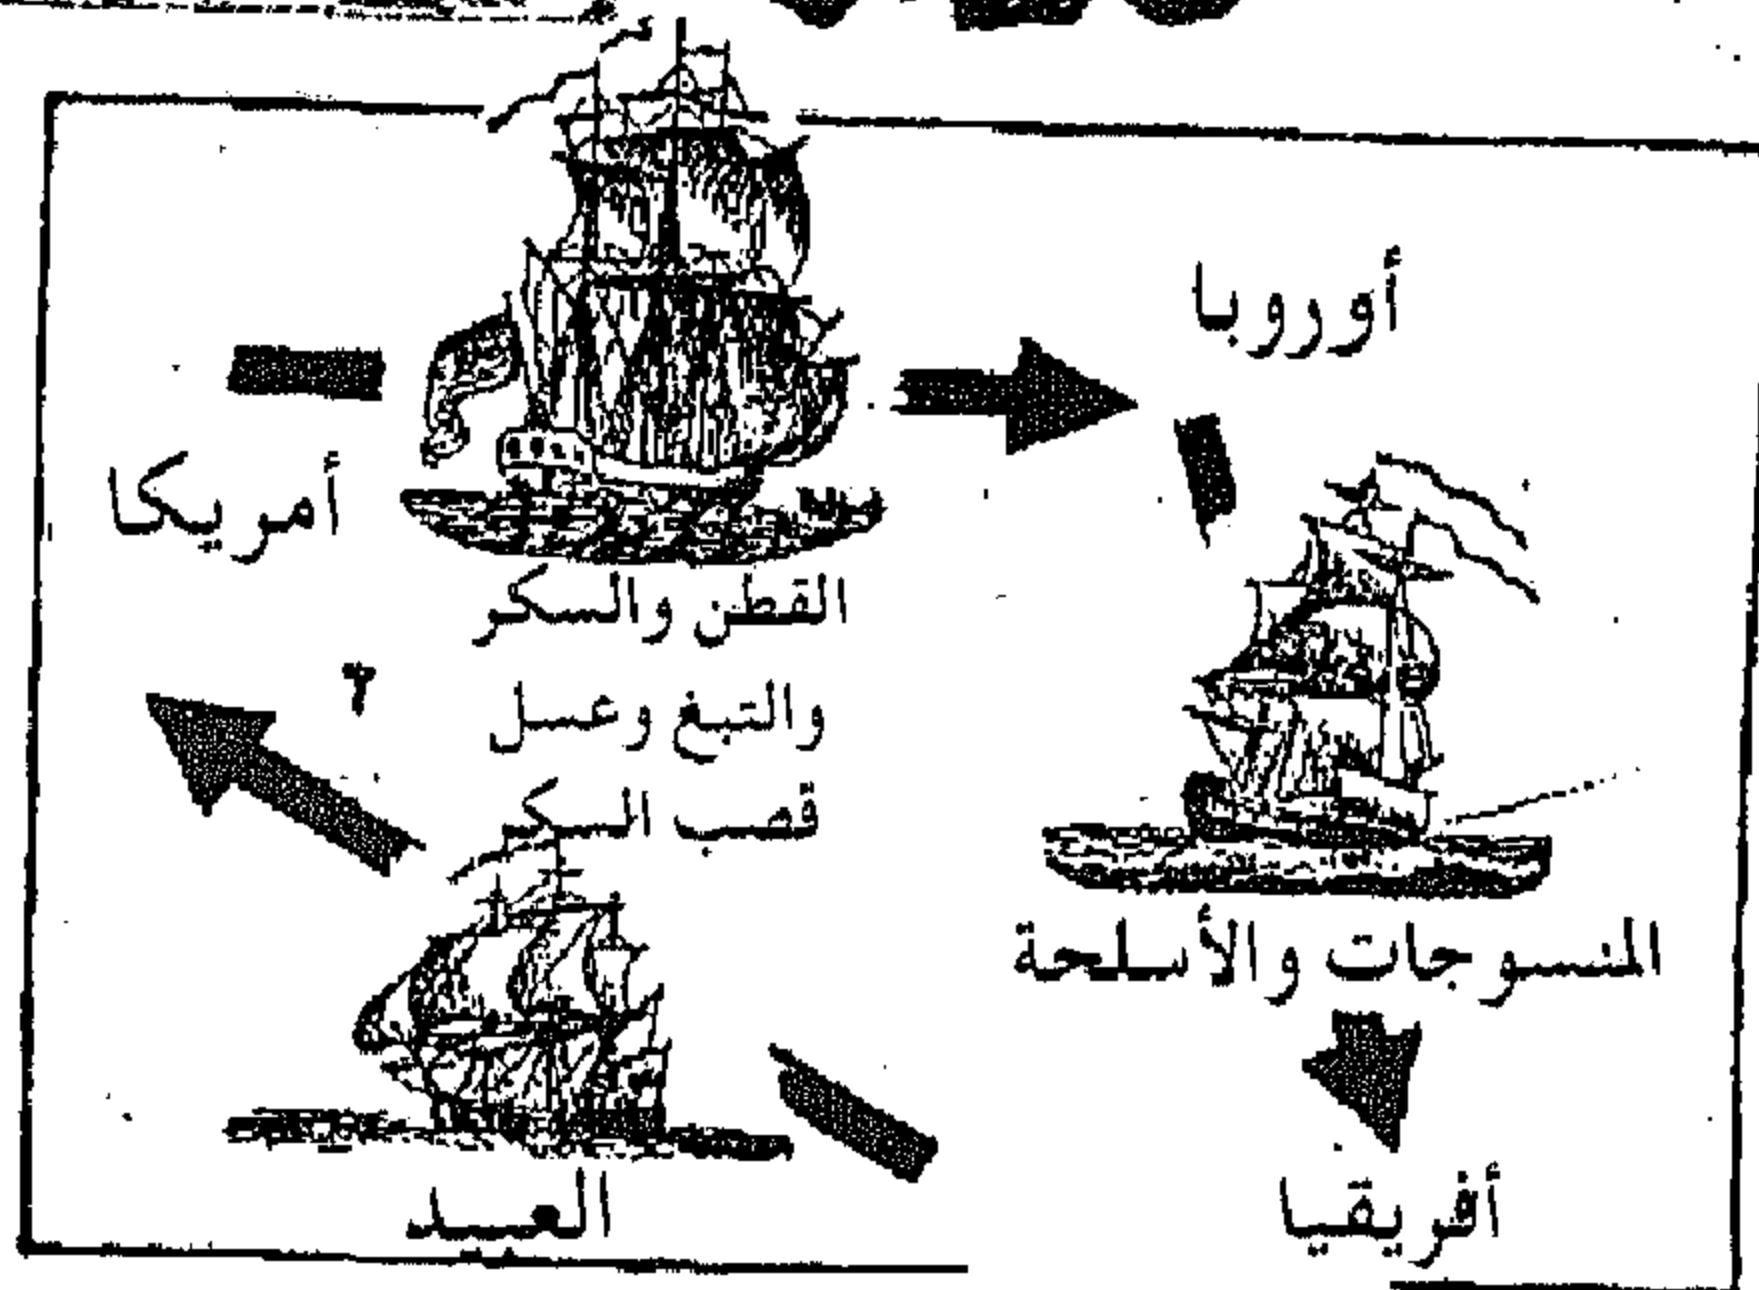 أوروبا
أمريكا
القطن والسكر
والتبغ وعسل
قصب السكر
المنسوجات والأسلحة
العبيد
أفريقيا